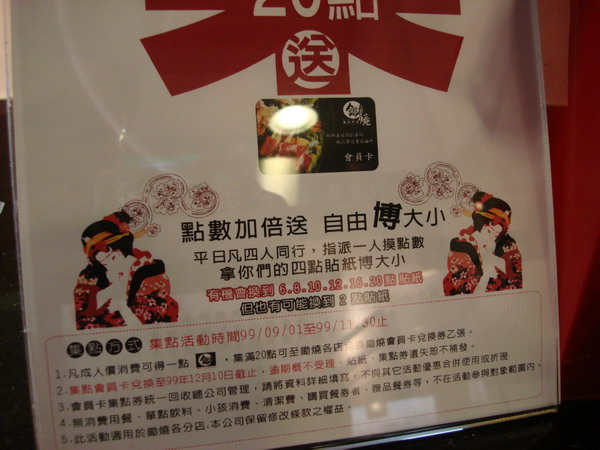 20點
送
會員卡
點數加倍送 自由博大小
平日凡四人同行，指派一人摸點數
拿你們的四點貼紙博大小
有機會換到 6.8.10.12.16.20點 貼紙
但也有可能換到 2 點貼紙
集點方式 集點活動時間99/09/01至99/11/30止
1.凡成人價消費可得一點，集滿20點可至鋤燒各店兌換鋤燒會員卡兌換券乙張。
2.集點會員卡兌換至99年12月10日截止，逾期概不受理。貼紙、集點券遺失恕不補發。
3.會員卡集點券統一回收總公司管理，請將資料詳細填寫。不與其它活動優惠合併使用或折現
4.無消費用餐、單點飲料、小孩消費、清潔費、購買餐券者、贈品餐券等，不在活動參與對象範圍內。
5.此活動適用於鋤燒各分店，本公司保留修改條款之權益。